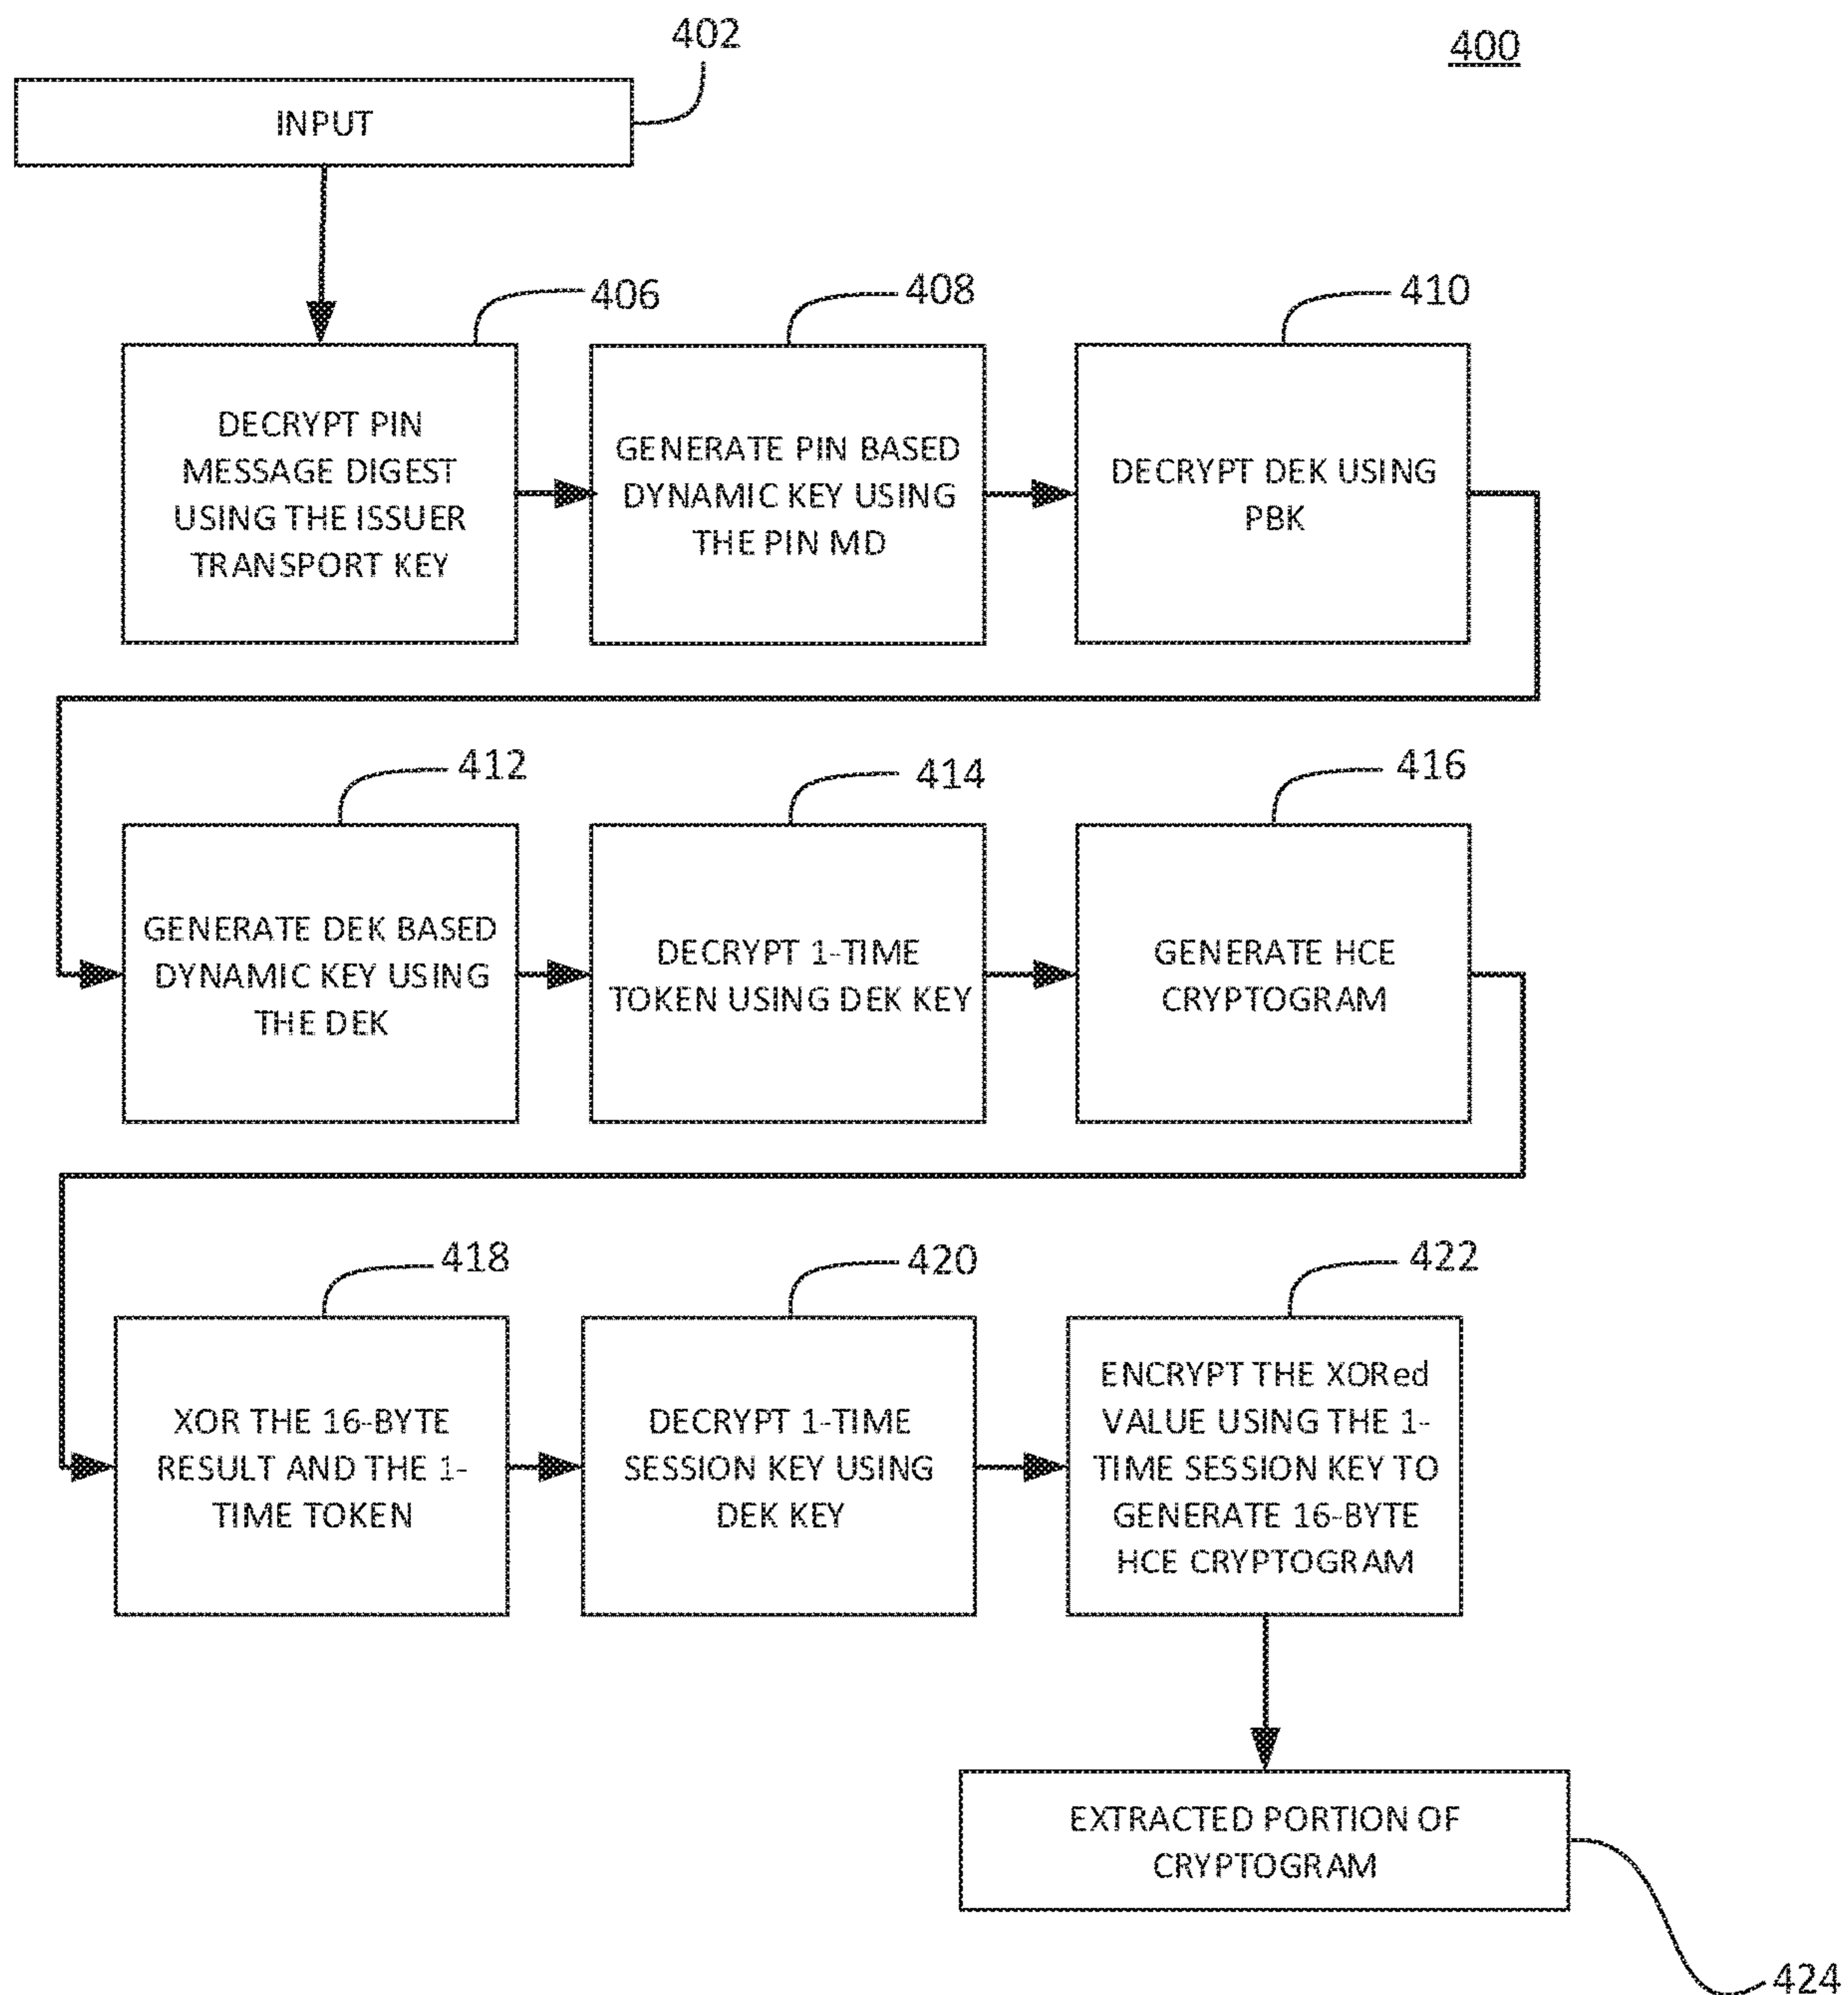 402
400
INPUT
406
408
410
DECRYPT PIN
MESSAGE DIGEST
USING THE ISSUER
TRANSPORT KEY
GENERATE PIN BASED
DYNAMIC KEY USING
THE PIN MD
DECRYPT DEK USING
PBK
412
414
416
GENERATE DEK BASED
DYNAMIC KEY USING
THE DEK
DECRYPT 1-TIME
TOKEN USING DEK KEY
GENERATE HCE
CRYPTOGRAM
418
420
422
XOR THE 16-BYTE
RESULT AND THE 1-
TIME TOKEN
DECRYPT 1-TIME
SESSION KEY USING
DEK KEY
ENCRYPT THE XORed
VALUE USING THE 1-
TIME SESSION KEY TO
GENERATE 16-BYTE
HCE CRYPTOGRAM
EXTRACTED PORTION OF
CRYPTOGRAM
424